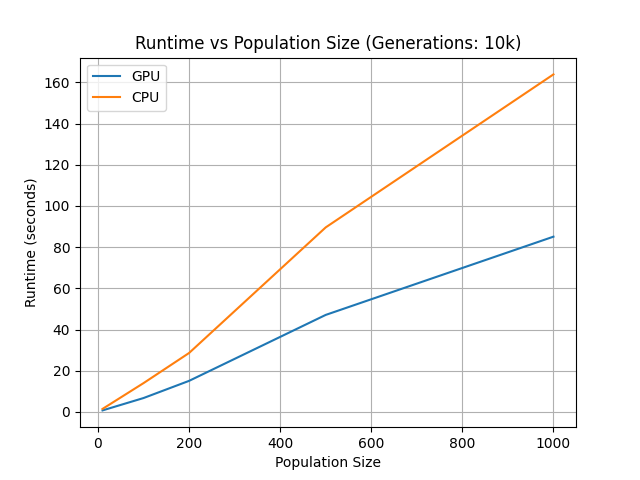 Runtime vs Population Size (Generations: 10k)
GPU
CPU
160
140
120
100
80
60
40
20
0
Runtime (seconds)
0 200 400 600 800 1000
Population Size